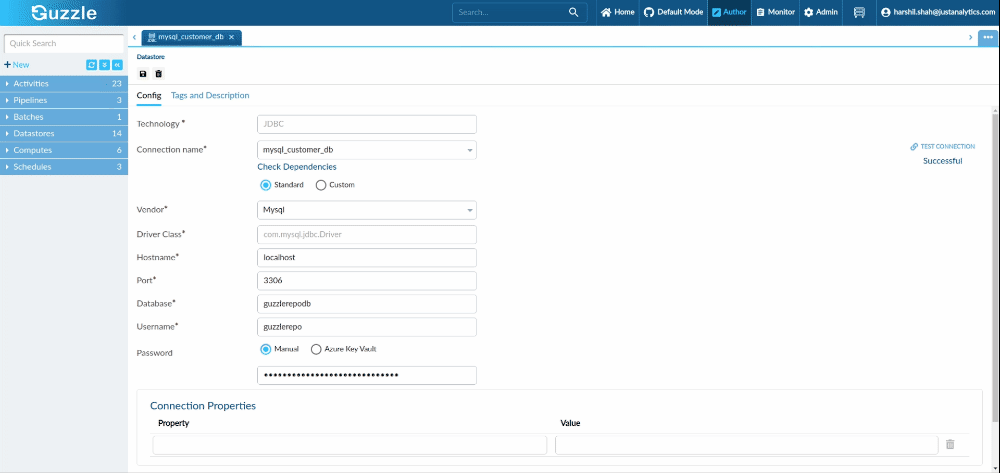 Guzzle
Search...
Home
Default Mode
Author
Monitor
Admin
harshil.shah@justanalytics.com
Quick Search
mysql_customer_db
New
Activities 23
Pipelines 3
Batches 1
Datastores 14
Computes 6
Schedules 3
Datastore
Config Tags and Description
Technology * JDBC
Connection name* mysql_customer_db
TEST CONNECTION
Successful
Check Dependencies
Standard Custom
Vendor* Mysql
Driver Class* com.mysql.jdbc.Driver
Hostname* localhost
Port* 3306
Database* guzzlerepodb
Username* guzzlerepo
Password Manual Azure Key Vault
Connection Properties
Property Value